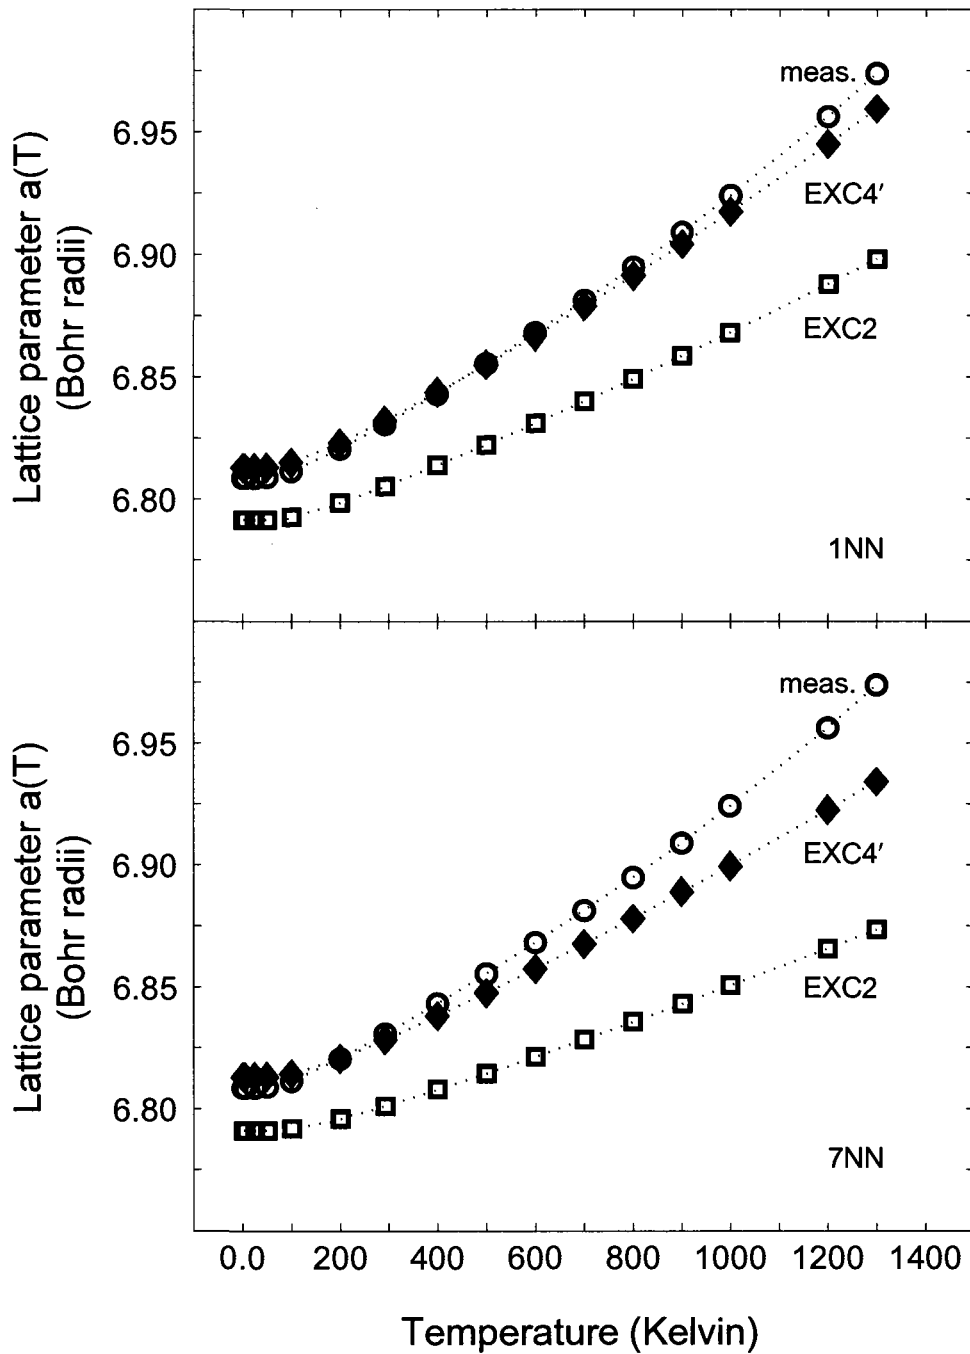 Lattice parameter a(T)
(Bohr radii)
6.95
6.90
6.85
6.80
meas.
EXC4′
EXC2
1NN
Lattice parameter a(T)
(Bohr radii)
6.95
6.90
6.85
6.80
meas.
EXC4′
EXC2
7NN
0.0 200 400 600 800 1000 1200 1400
Temperature (Kelvin)